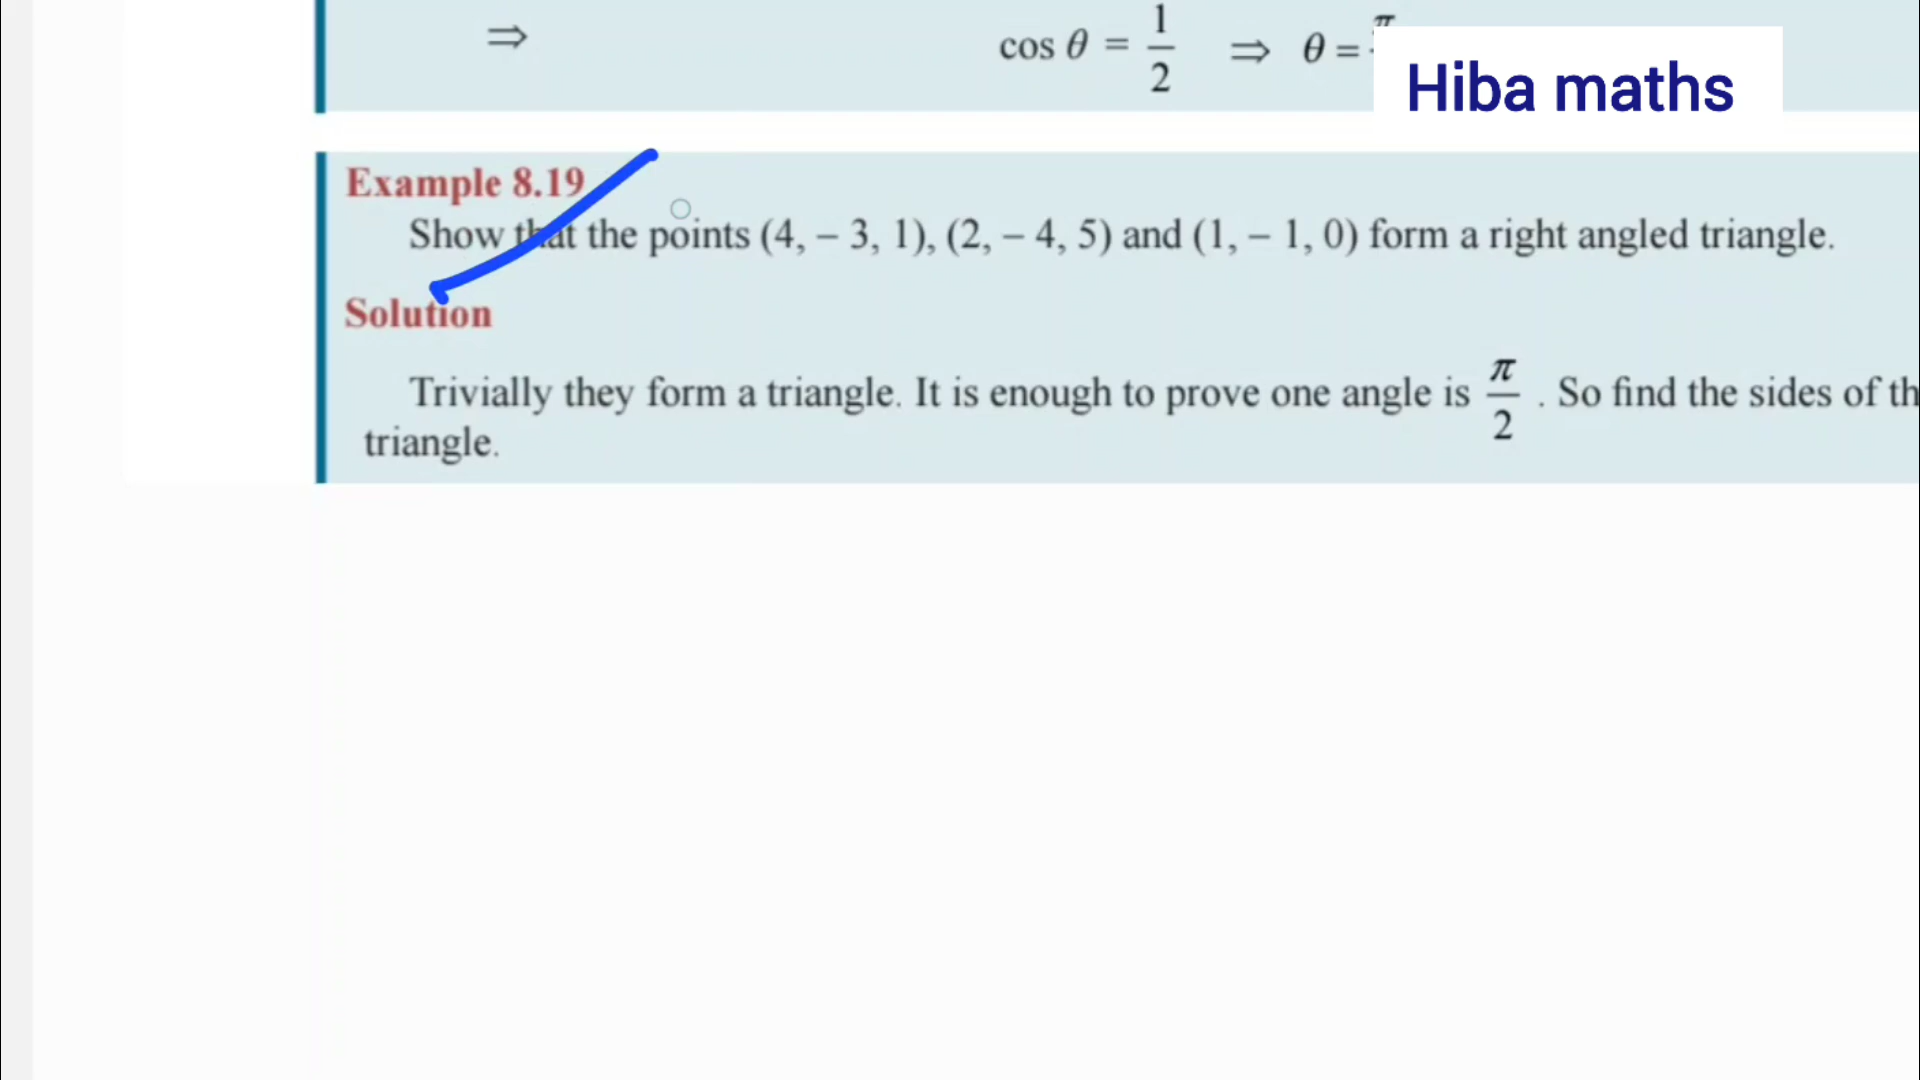 ⇒ cos θ = 1/2 ⇒ θ =
Hiba maths
Example 8.19
Show that the points (4, – 3, 1), (2, – 4, 5) and (1, – 1, 0) form a right angled triangle.
Solution
Trivially they form a triangle. It is enough to prove one angle is π/2 . So find the sides of
triangle.